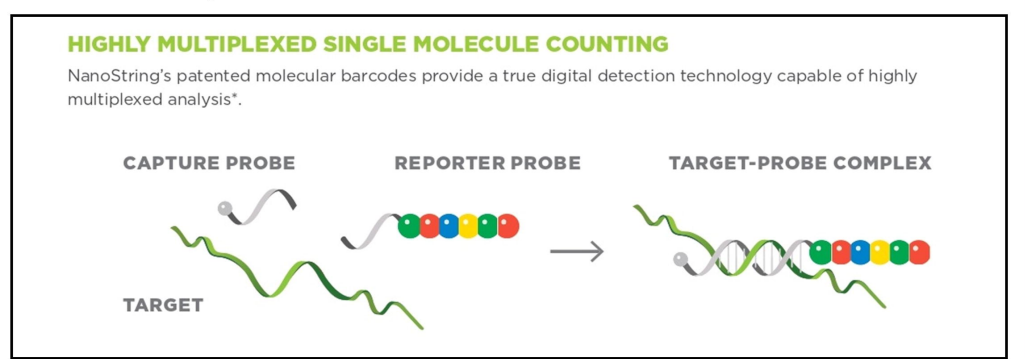 HIGHLY MULTIPLEXED SINGLE MOLECULE COUNTING
NanoString's patented molecular barcodes provide a true digital detection technology capable of highly
multiplexed analysis*.
CAPTURE PROBE
REPORTER PROBE
TARGET-PROBE COMPLEX
TARGET